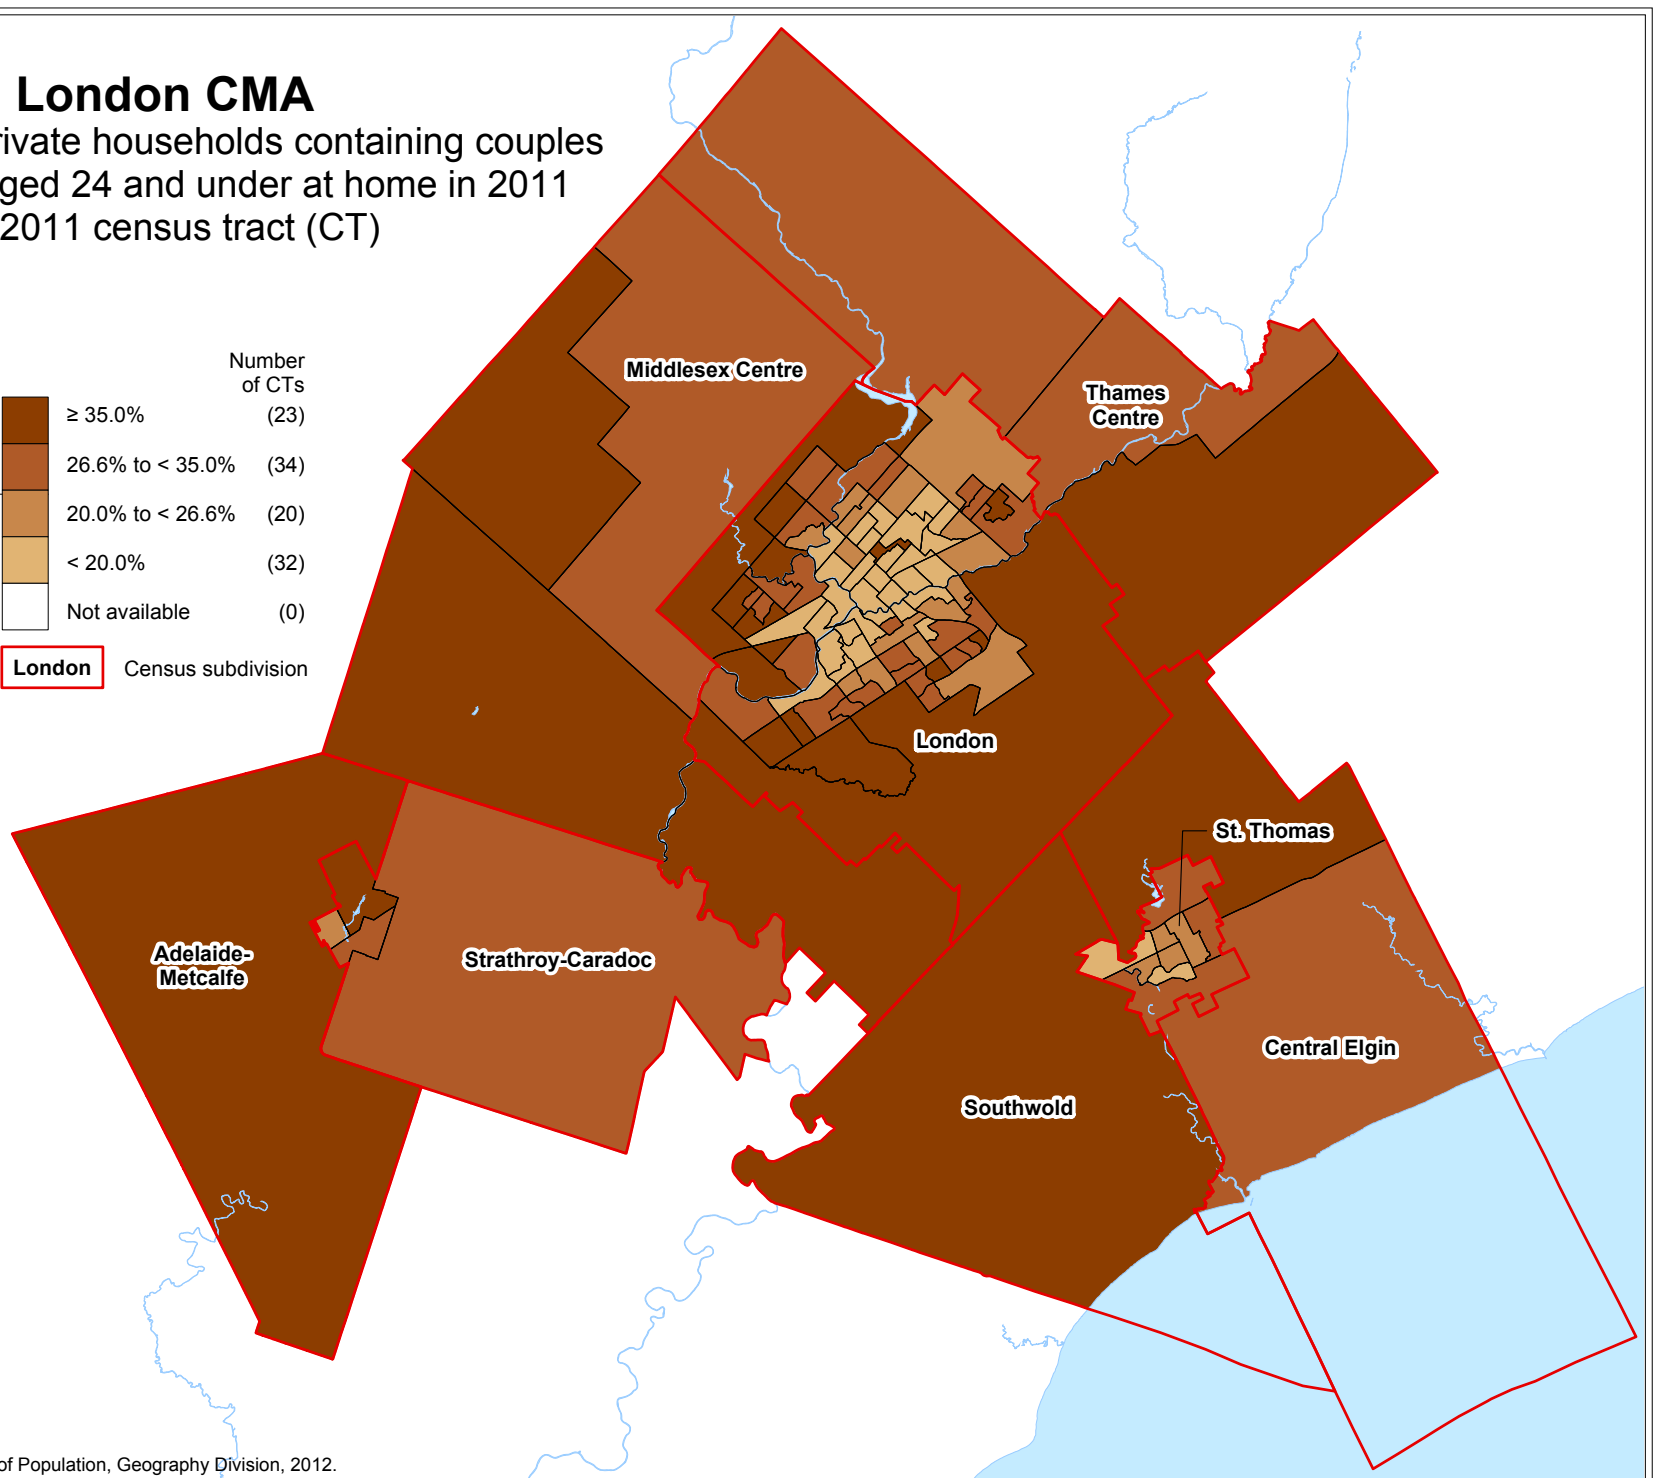 London CMA
rivate households containing couples
ged 24 and under at home in 2011
2011 census tract (CT)
Number
of CTs
≥ 35.0% (23)
26.6% to < 35.0% (34)
20.0% to < 26.6% (20)
< 20.0% (32)
Not available (0)
London Census subdivision
Middlesex Centre
Thames
Centre
London
St. Thomas
Adelaide-
Metcalfe
Strathroy-Caradoc
Central Elgin
Southwold
of Population, Geography Division, 2012.